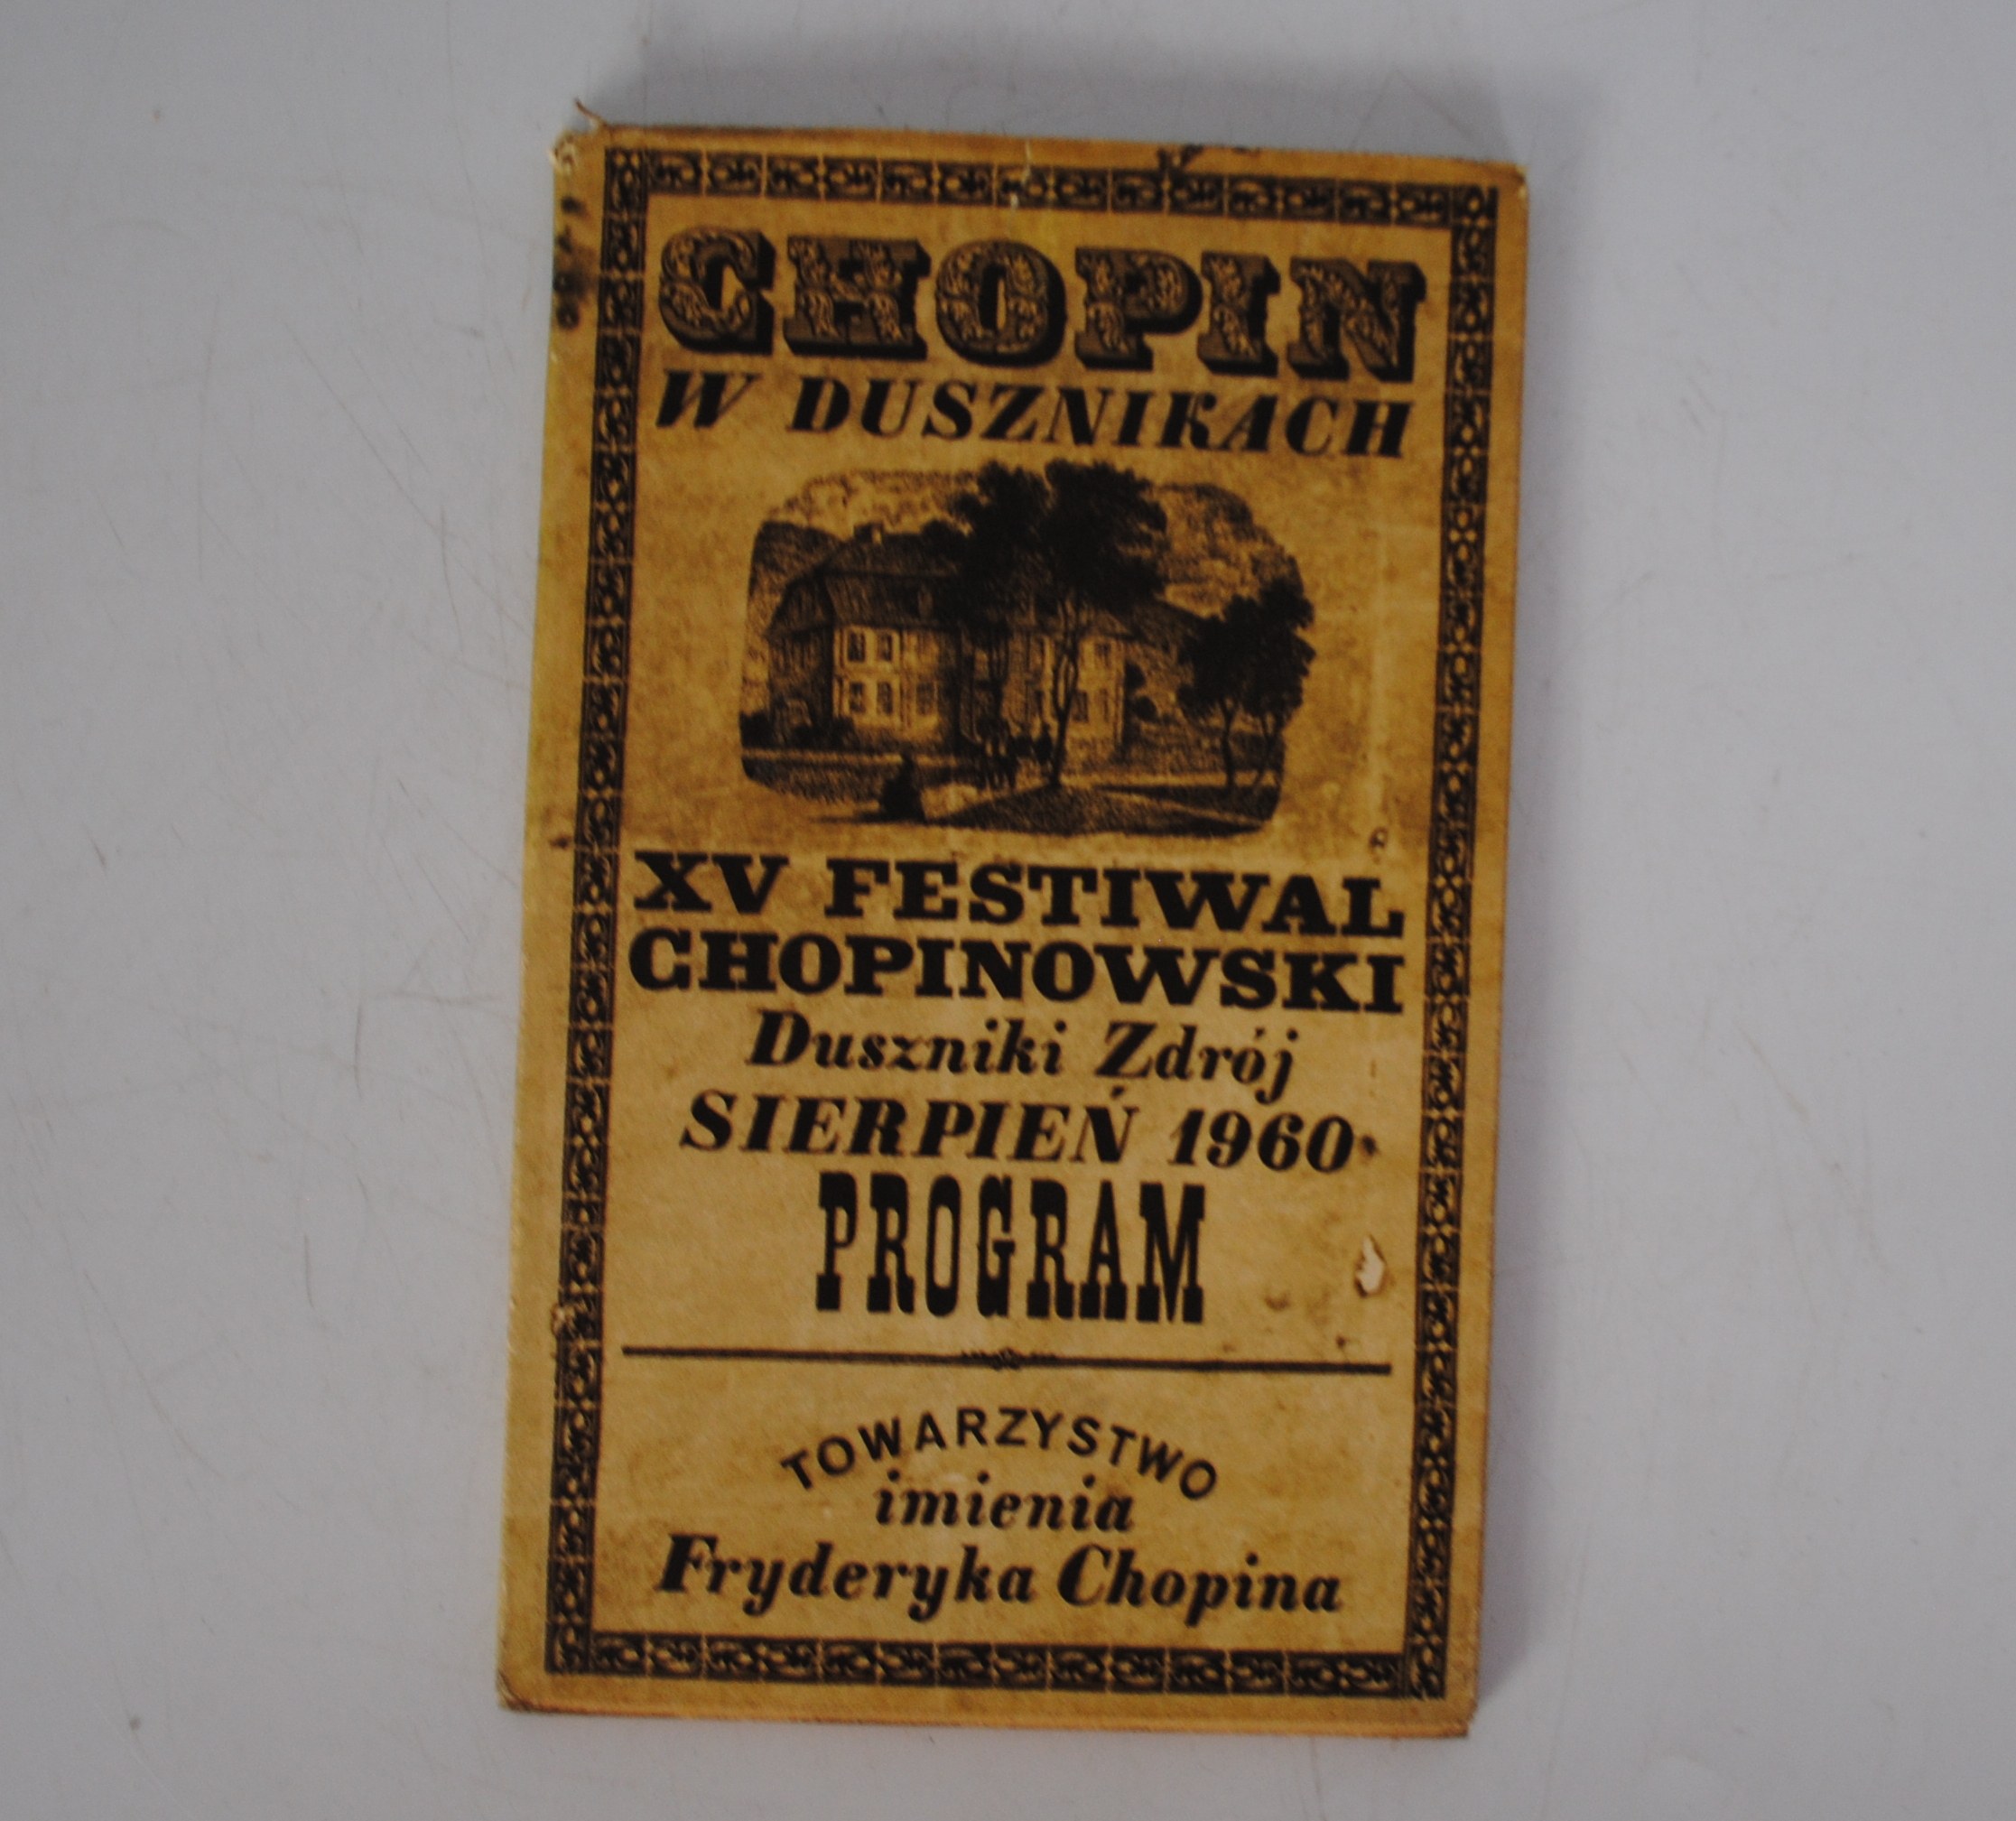 CHOPIN
W DUSZNIKACH
XV FESTIWAL
CHOPINOWSKI
Duszniki Zdrój
SIERPIEŃ 1960
PROGRAM
TOWARZYSTWO
imienia
Fryderyka Chopina